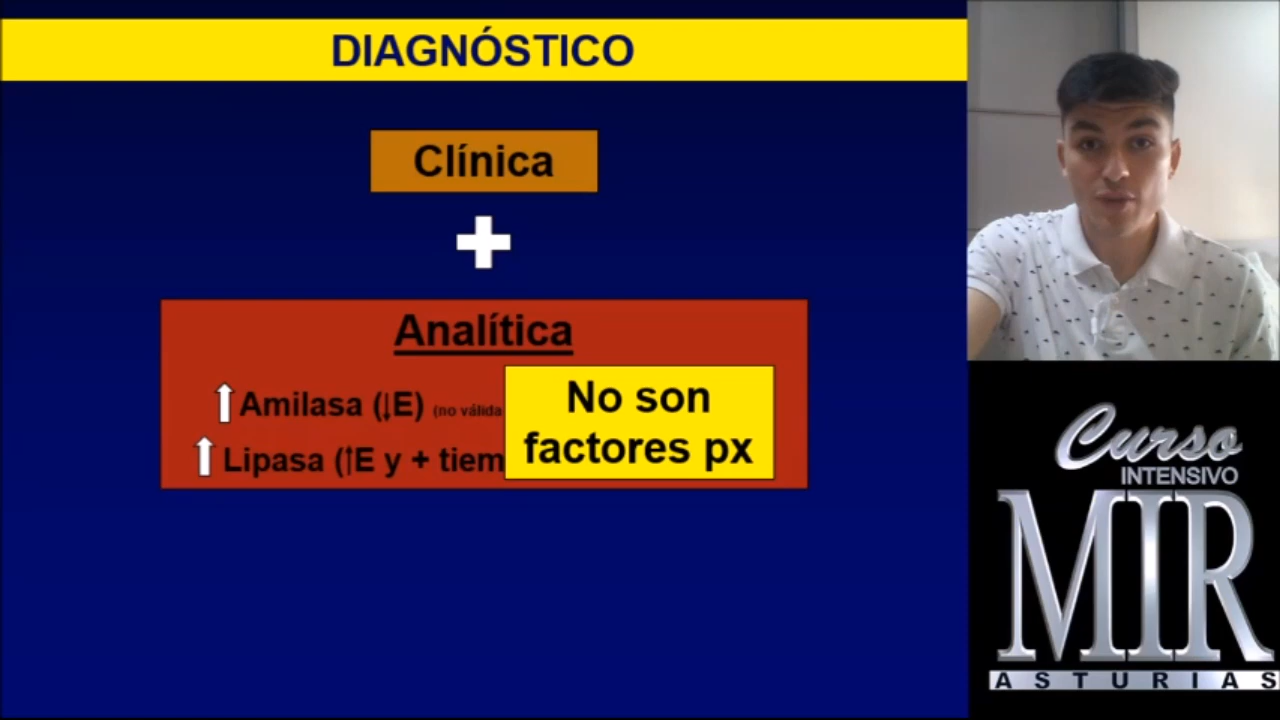 DIAGNÓSTICO
Clínica
Analítica
Amilasa (↓E) (no válida
Lipasa (↑E y + tiem
No son
factores px
Curso
INTENSIVO
MIR
ASTURIAS